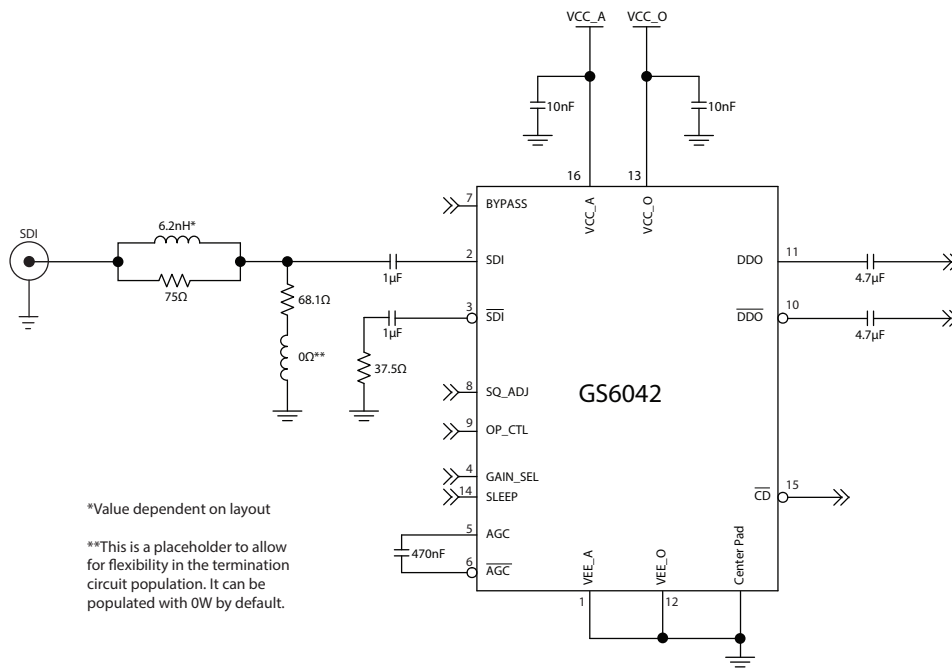 VCC_A
VCC_O
10nF
10nF
16
13
VCC_A
VCC_O
7
BYPASS
SDI
6.2nH*
75Ω
2
SDI
1μF
11
DDO
4.7μF
68.1Ω
0Ω**
3
SDI
1μF
37.5Ω
10
DDO
4.7μF
8
SQ_ADJ
GS6042
9
OP_CTL
4
GAIN_SEL
14
SLEEP
15
CD
5
AGC
470nF
6
AGC
VEE_A
VEE_O
Center Pad
1
12
*Value dependent on layout
**This is a placeholder to allow
for flexibility in the termination
circuit population. It can be
populated with 0W by default.